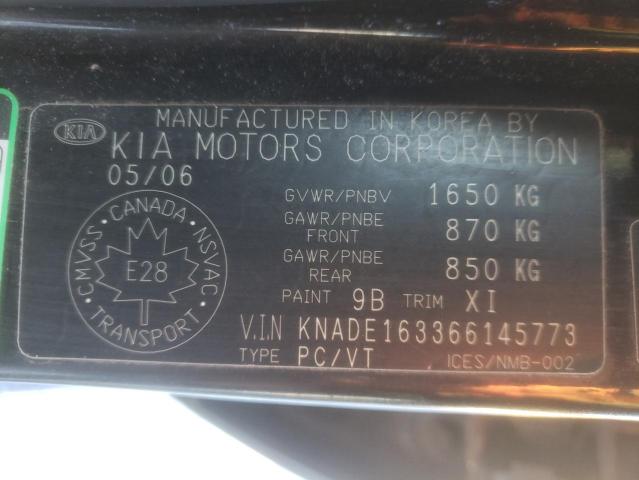 MANUFACTURED IN KOREA BY
KIA
KIA MOTORS CORPORATION
05/06
GVWR/PNBV 1650 KG
GAWR/PNBE FRONT 870 KG
GAWR/PNBE REAR 850 KG
PAINT 9B TRIM XI
CMVSS · CANADA · NSVAC
E28
TRANSPORT
V.I.N KNADE163366145773
TYPE PC/VT
ICES/NMB-002